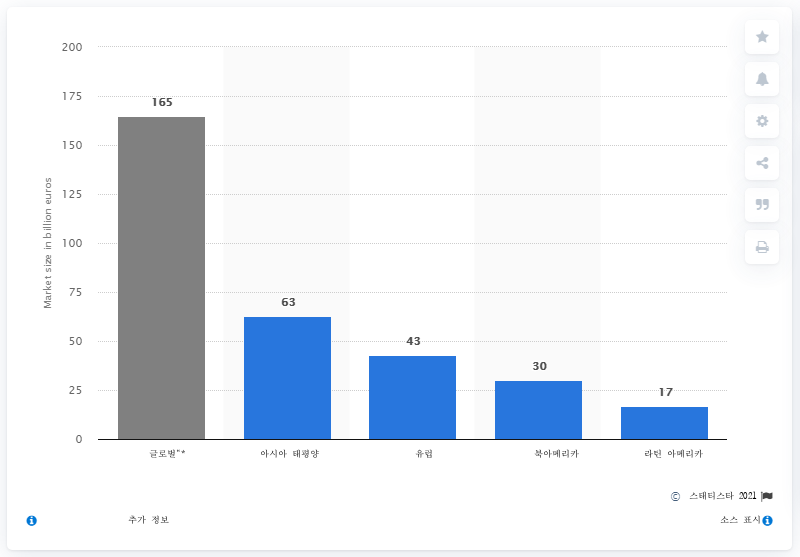 200
175
150
125
100
75
50
25
0
Market size in billion euros
165
63
43
30
17
글로벌"*
아시아 태평양
유럽
북아메리카
라틴 아메리카
© 스태티스타 2021
추가 정보
소스 표시